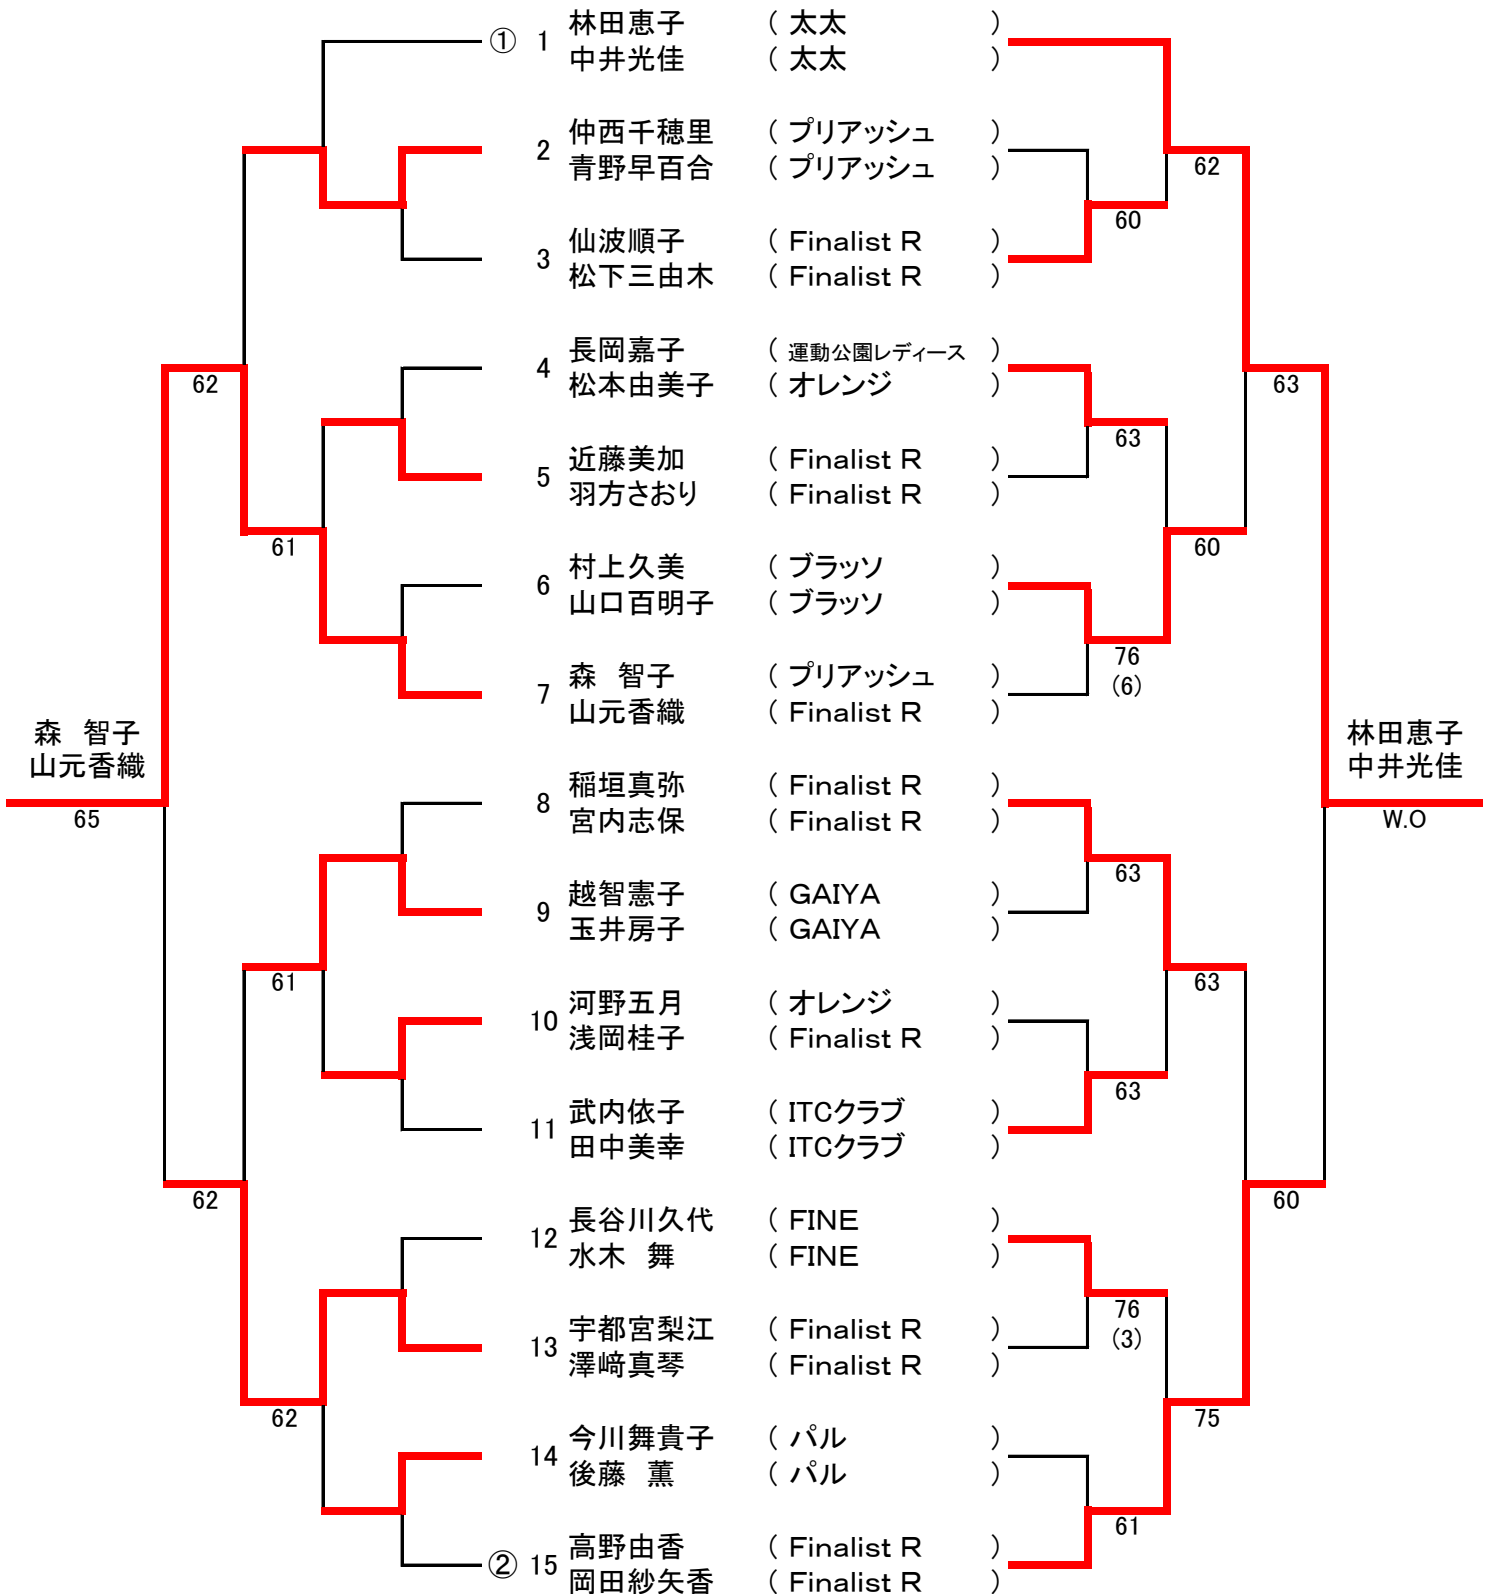 ① 1 林田恵子 ( 太太 )
中井光佳 ( 太太 )
2 仲西千穂里 ( プリアッシュ )
青野早百合 ( プリアッシュ )
62
60
3 仙波順子 ( Finalist R )
松下三由木 ( Finalist R )
4 長岡嘉子 ( 運動公園レディース )
松本由美子 ( オレンジ )
62
63
63
5 近藤美加 ( Finalist R )
羽方さおり ( Finalist R )
61
60
6 村上久美 ( ブラッソ )
山口百明子 ( ブラッソ )
76
(6)
7 森 智子 ( プリアッシュ )
山元香織 ( Finalist R )
森 智子
山元香織
65
林田恵子
中井光佳
W.O
8 稲垣真弥 ( Finalist R )
宮内志保 ( Finalist R )
63
9 越智憲子 ( GAIYA )
玉井房子 ( GAIYA )
61
63
10 河野五月 ( オレンジ )
浅岡桂子 ( Finalist R )
63
11 武内依子 ( ITCクラブ )
田中美幸 ( ITCクラブ )
62
60
12 長谷川久代 ( FINE )
水木 舞 ( FINE )
76
(3)
13 宇都宮梨江 ( Finalist R )
澤﨑真琴 ( Finalist R )
62
75
14 今川舞貴子 ( パル )
後藤 薫 ( パル )
61
② 15 高野由香 ( Finalist R )
岡田紗矢香 ( Finalist R )